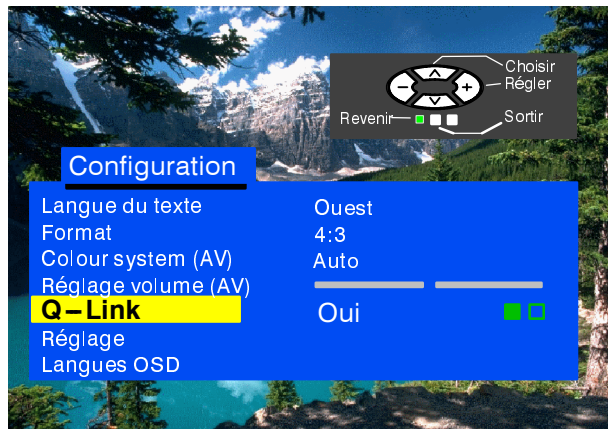 Choisir
Régler
Revenir
Sortir
Configuration
Langue du texte Ouest
Format 4:3
Colour system (AV) Auto
Réglage volume (AV)
Q–Link Oui
Réglage
Langues OSD